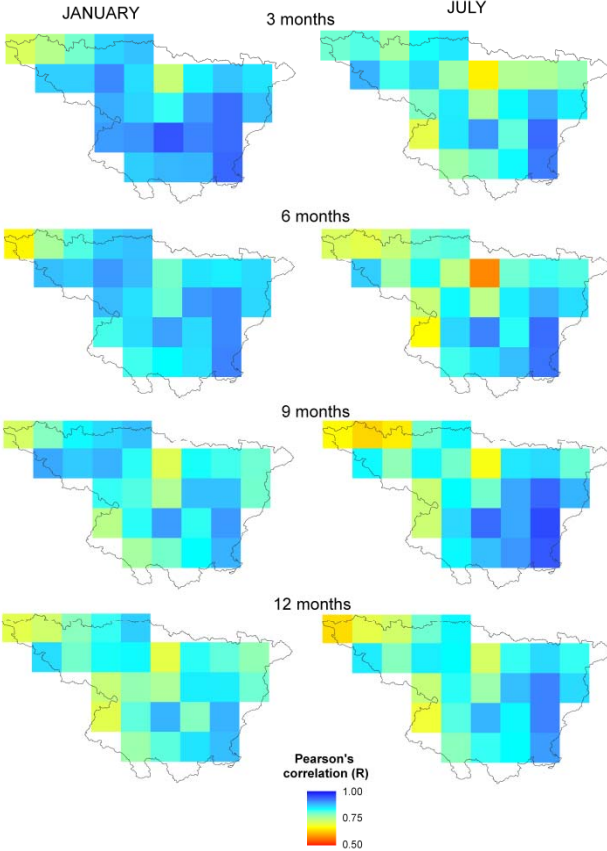 JANUARY
JULY
3 months
6 months
9 months
12 months
Pearson's
correlation (R)
1.00
0.75
0.50